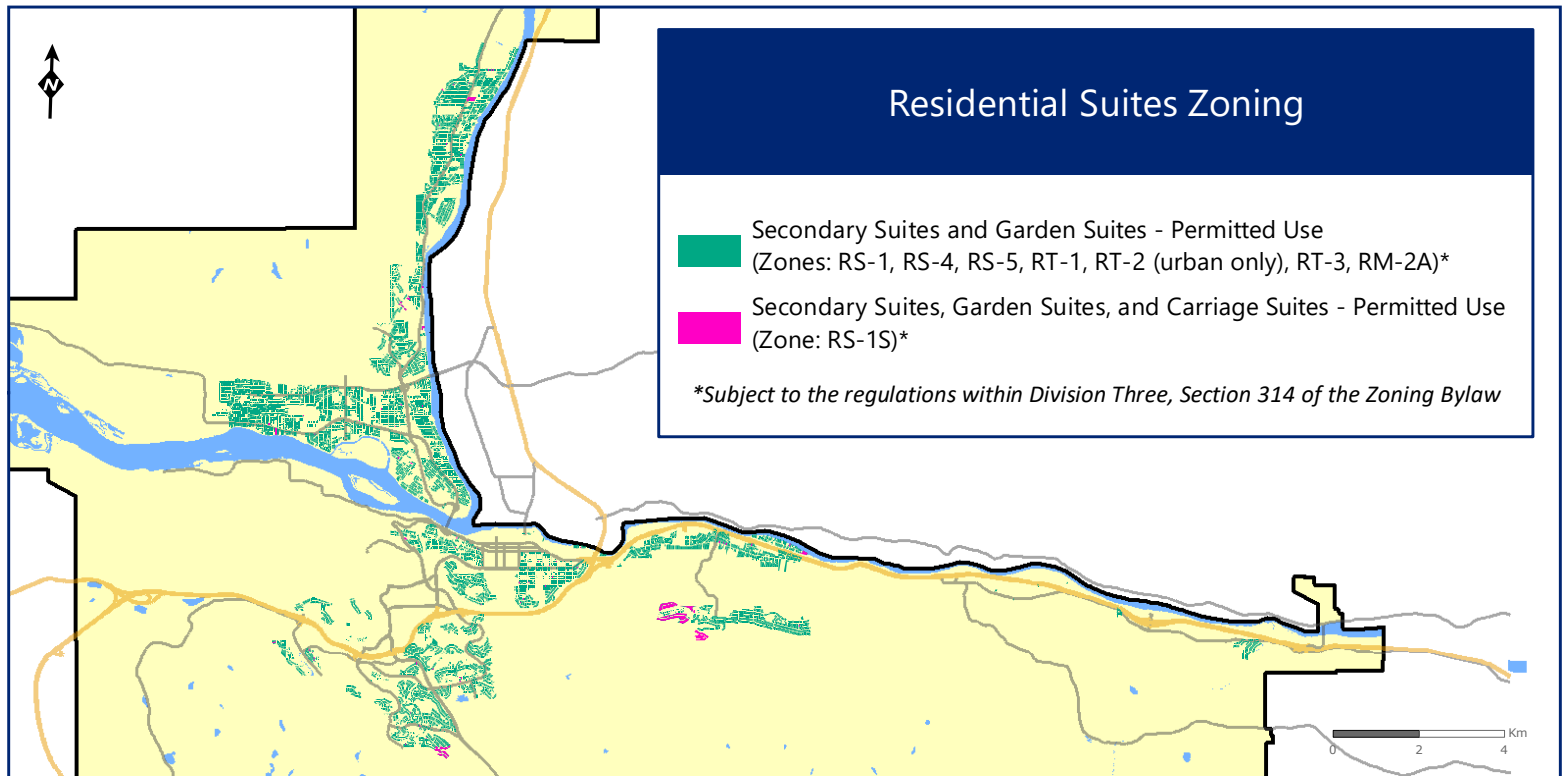 N
Residential Suites Zoning
Secondary Suites and Garden Suites - Permitted Use
(Zones: RS-1, RS-4, RS-5, RT-1, RT-2 (urban only), RT-3, RM-2A)*
Secondary Suites, Garden Suites, and Carriage Suites - Permitted Use
(Zone: RS-1S)*
*Subject to the regulations within Division Three, Section 314 of the Zoning Bylaw
Km
0 2 4